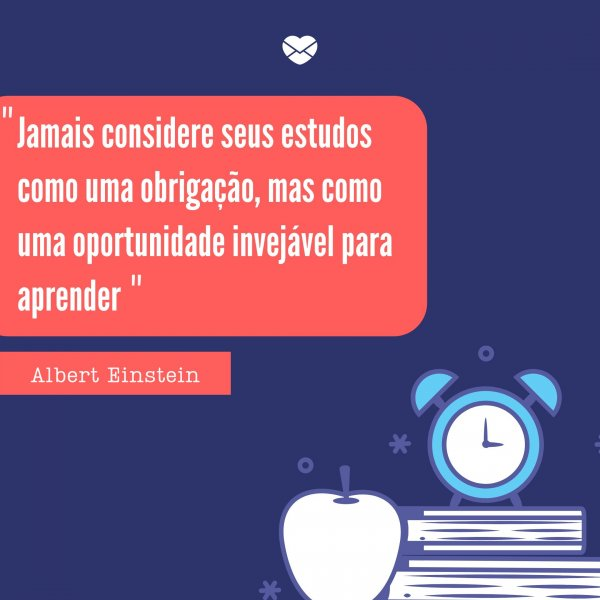 "Jamais considere seus estudos
como uma obrigação, mas como
uma oportunidade invejável para
aprender "
Albert Einstein